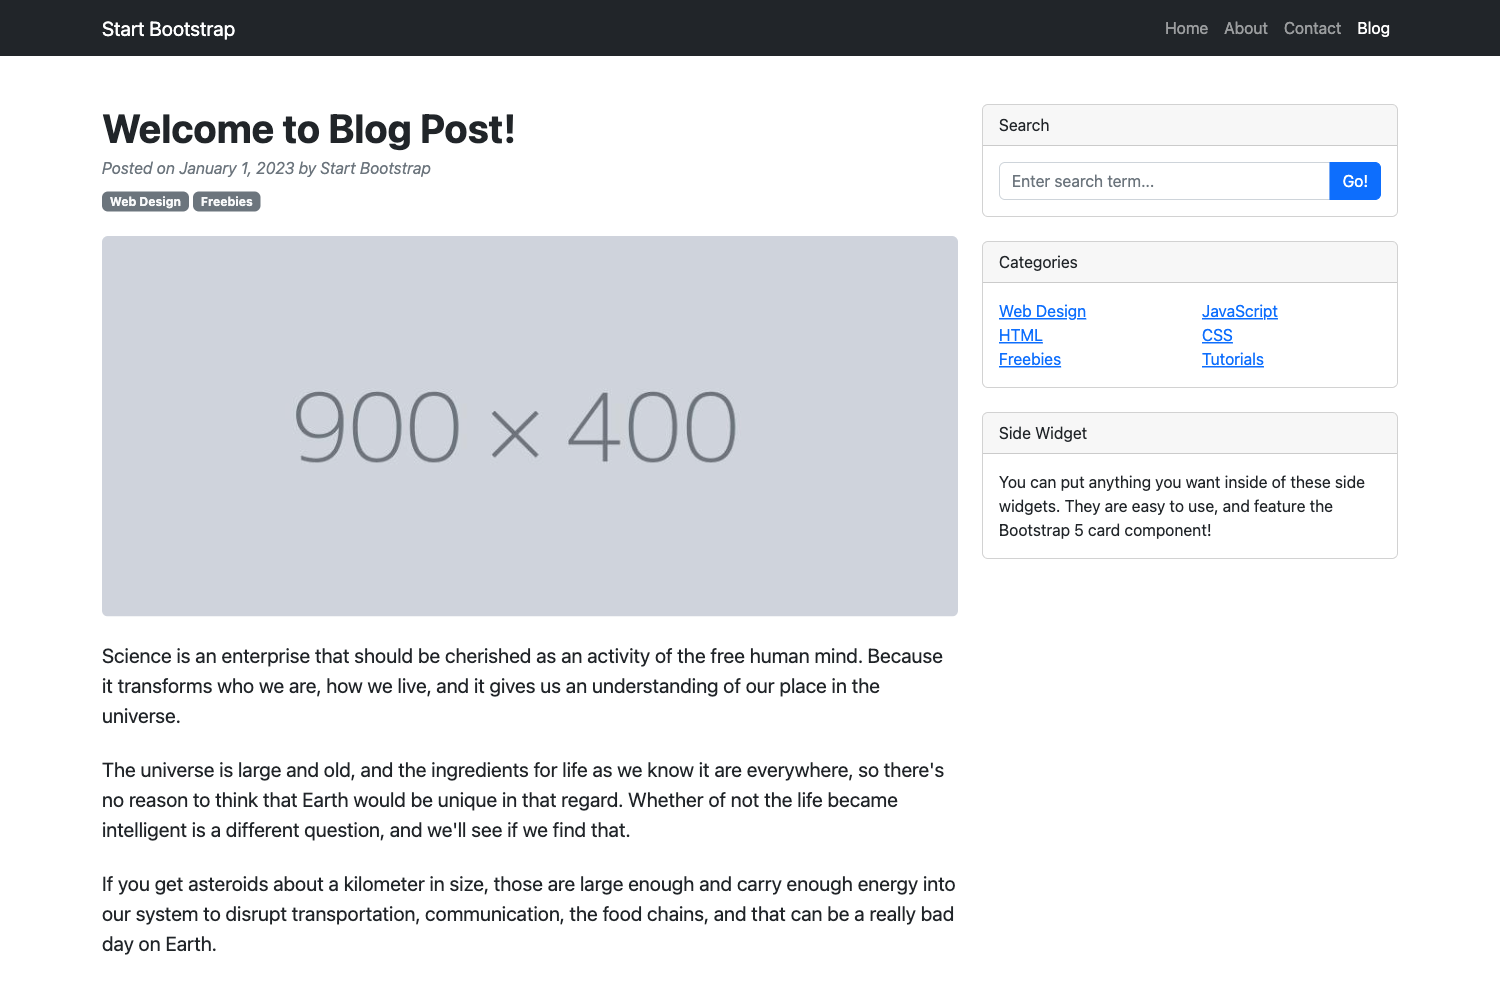 Start Bootstrap
Home About Contact Blog
Welcome to Blog Post!
Posted on January 1, 2023 by Start Bootstrap
Web Design Freebies
900 × 400
Science is an enterprise that should be cherished as an activity of the free human mind. Because
it transforms who we are, how we live, and it gives us an understanding of our place in the
universe.
The universe is large and old, and the ingredients for life as we know it are everywhere, so there's
no reason to think that Earth would be unique in that regard. Whether of not the life became
intelligent is a different question, and we'll see if we find that.
If you get asteroids about a kilometer in size, those are large enough and carry enough energy into
our system to disrupt transportation, communication, the food chains, and that can be a really bad
day on Earth.
Search
Enter search term...
Go!
Categories
Web Design
HTML
Freebies
JavaScript
CSS
Tutorials
Side Widget
You can put anything you want inside of these side
widgets. They are easy to use, and feature the
Bootstrap 5 card component!